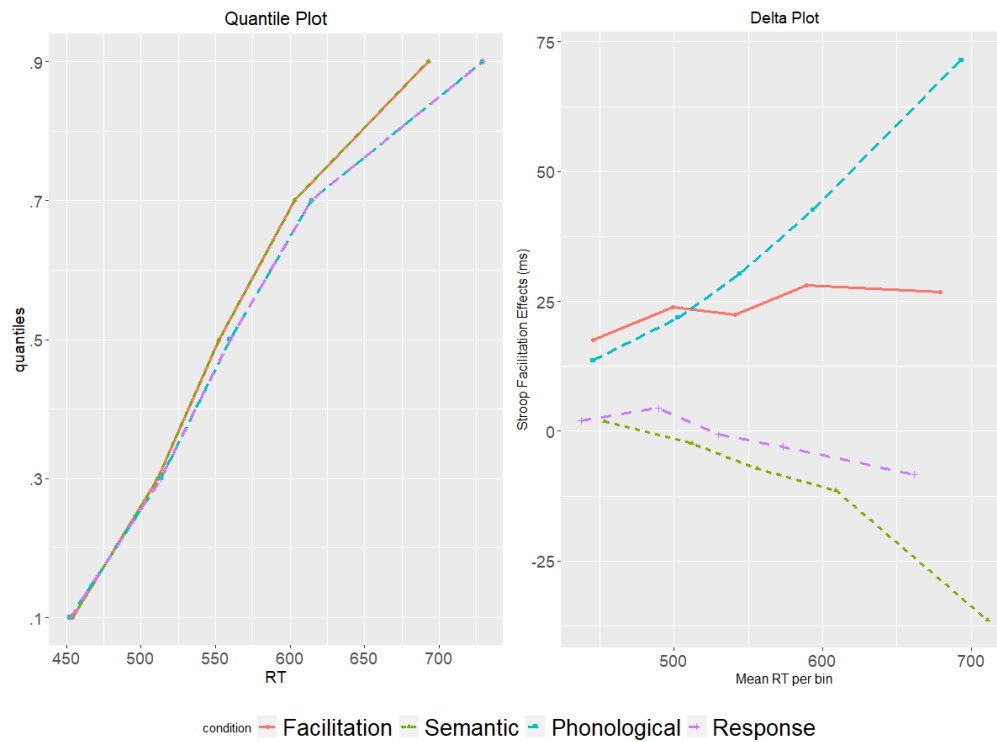 Quantile Plot
.9
.7
.5
.3
.1
quantiles
450 500 550 600 650 700
RT
Delta Plot
75
50
25
0
-25
Stroop Facilitation Effects (ms)
500 600 700
Mean RT per bin
condition Facilitation Semantic Phonological Response